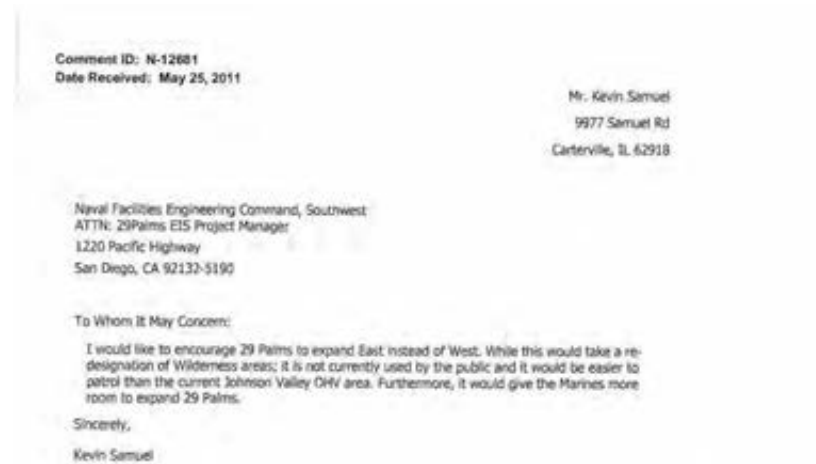 Comment ID: N-12681
Date Received: May 25, 2011
Mr. Kevin Samuel
9977 Samuel Rd
Carterville, IL 62918
Naval Facilities Engineering Command, Southwest
ATTN: 29Palms EIS Project Manager
1220 Pacific Highway
San Diego, CA 92132-5190
To Whom It May Concern:
I would like to encourage 29 Palms to expand East instead of West. While this would take a re-
designation of Wilderness areas; it is not currently used by the public and it would be easier to
patrol than the current Johnson Valley OHV area. Furthermore, it would give the Marines more
room to expand 29 Palms.
Sincerely,
Kevin Samuel